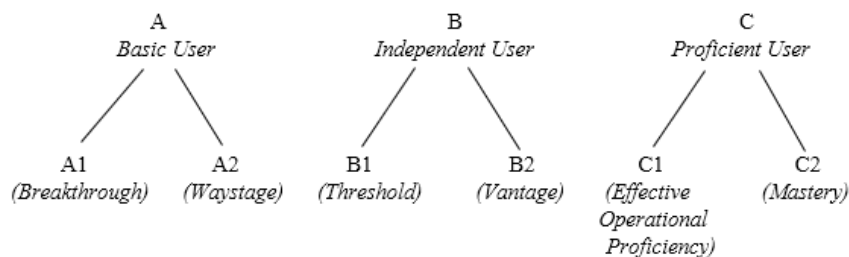 A B C
Basic User Independent User Proficient User
A1 A2 B1 B2 C1 C2
(Breakthrough) (Waystage) (Threshold) (Vantage) (Effective (Mastery)
Operational
Proficiency)